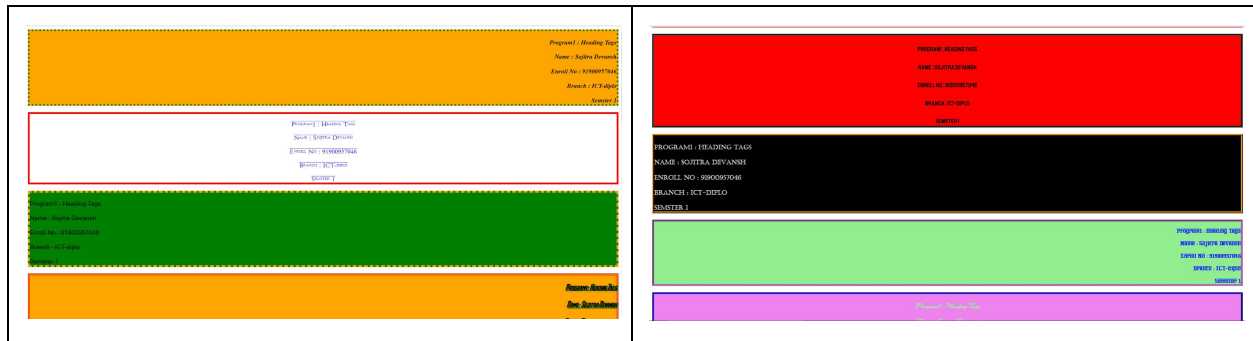 Program1 : Heading Tags
Name : Sojitra Devansh
Enroll No : 91900957046
Branch : ICT-diplo
Semster 1
Program1 : Heading Tags
Name : Sojitra Devansh
Enroll No : 91900957046
Branch : ICT-diplo
Semster 1
Program1 : Heading Tags
Name : Sojitra Devansh
Enroll No : 91900957046
Branch : ICT-diplo
Semster 1
Program1 : Heading Tags
Name : Sojitra Devansh
PROGRAM1 : HEADING TAGS
NAME : SOJITRA DEVANSH
ENROLL NO : 91900957046
BRANCH : ICT-DIPLO
SEMSTER 1
PROGRAM1 : HEADING TAGS
NAME : SOJITRA DEVANSH
ENROLL NO : 91900957046
BRANCH : ICT-DIPLO
SEMSTER 1
Program1 : Heading Tags
Name : Sojitra Devansh
Enroll No : 91900957046
Branch : ICT-diplo
Semster 1
Program1 : Heading Tags